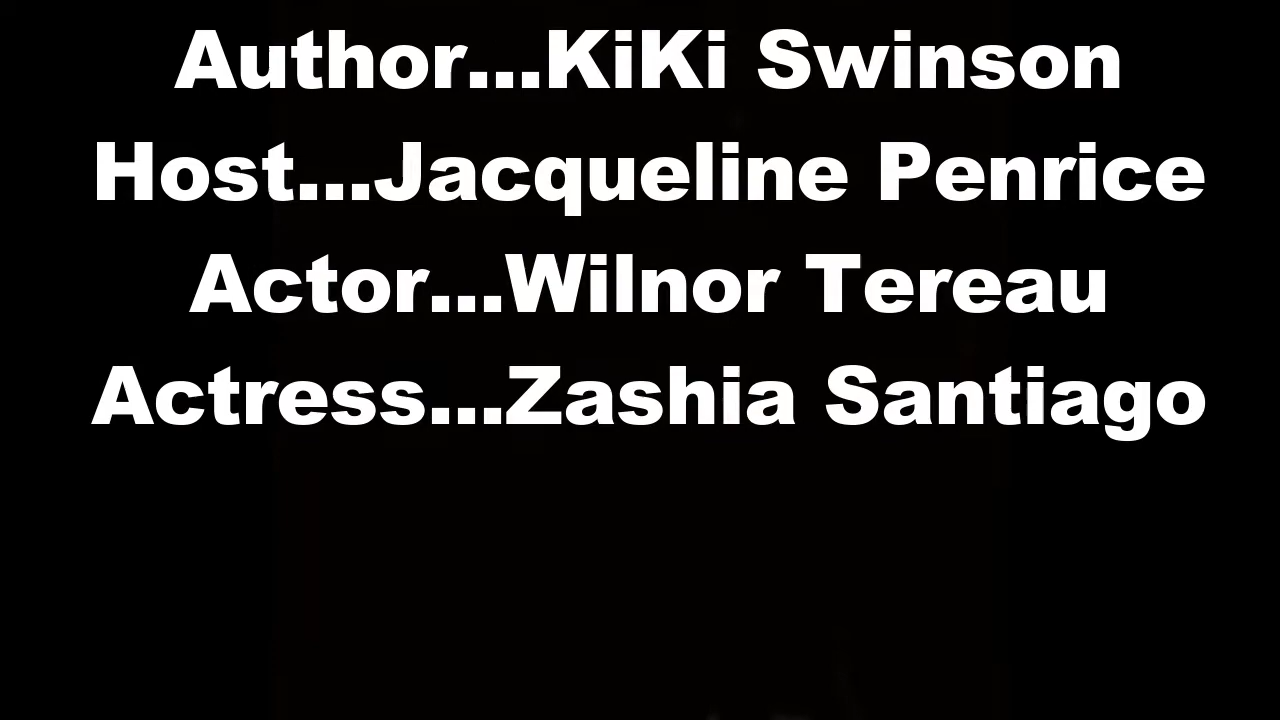 Author...KiKi Swinson
Host...Jacqueline Penrice
Actor...Wilnor Tereau
Actress...Zashia Santiago